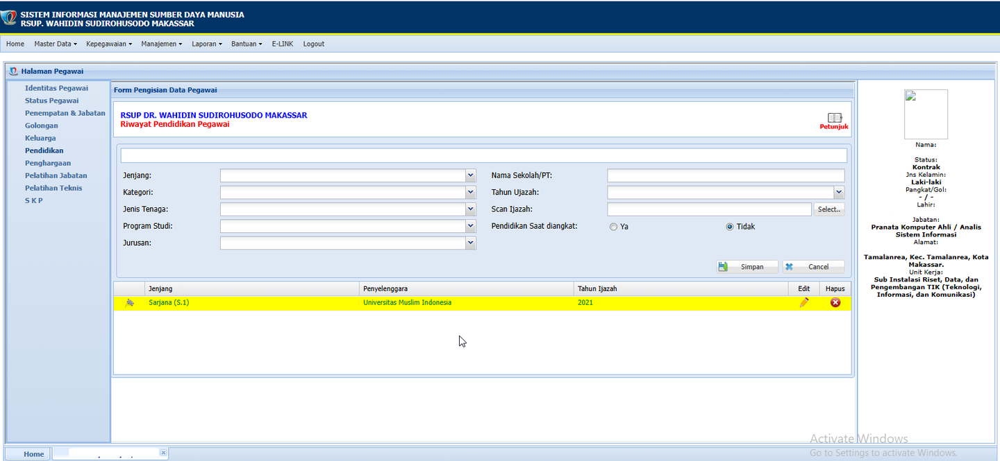 SISTEM INFORMASI MANAJEMEN SUMBER DAYA MANUSIA
RSUP. WAHIDIN SUDIROHUSODO MAKASSAR
Home Master Data Kepegawaian Manajemen Laporan Bantuan E-LINK Logout
Halaman Pegawai
Identitas Pegawai
Status Pegawai
Penempatan & Jabatan
Golongan
Keluarga
Pendidikan
Penghargaan
Pelatihan Jabatan
Pelatihan Teknis
S K P
Form Pengisian Data Pegawai
RSUP DR. WAHIDIN SUDIROHUSODO MAKASSAR
Riwayat Pendidikan Pegawai
Petunjuk
Jenjang: Nama Sekolah/PT:
Kategori: Tahun Ujazah:
Jenis Tenaga: Scan Ijazah: Select..
Program Studi: Pendidikan Saat diangkat: Ya Tidak
Jurusan:
Simpan Cancel
Jenjang Penyelenggara Tahun Ijazah Edit Hapus
Sarjana (S.1) Universitas Muslim Indonesia 2021
Nama:
Status:
Kontrak
Jns Kelamin:
Laki-laki
Pangkat/Gol:
- / -
Lahir:
Jabatan:
Pranata Komputer Ahli / Analis
Sistem Informasi
Alamat:
Tamalanrea, Kec. Tamalanrea, Kota
Makassar.
Unit Kerja:
Sub Instalasi Riset, Data, dan
Pengembangan TIK (Teknologi,
Informasi, dan Komunikasi)
Activate Windows
Go to Settings to activate Windows.
Home